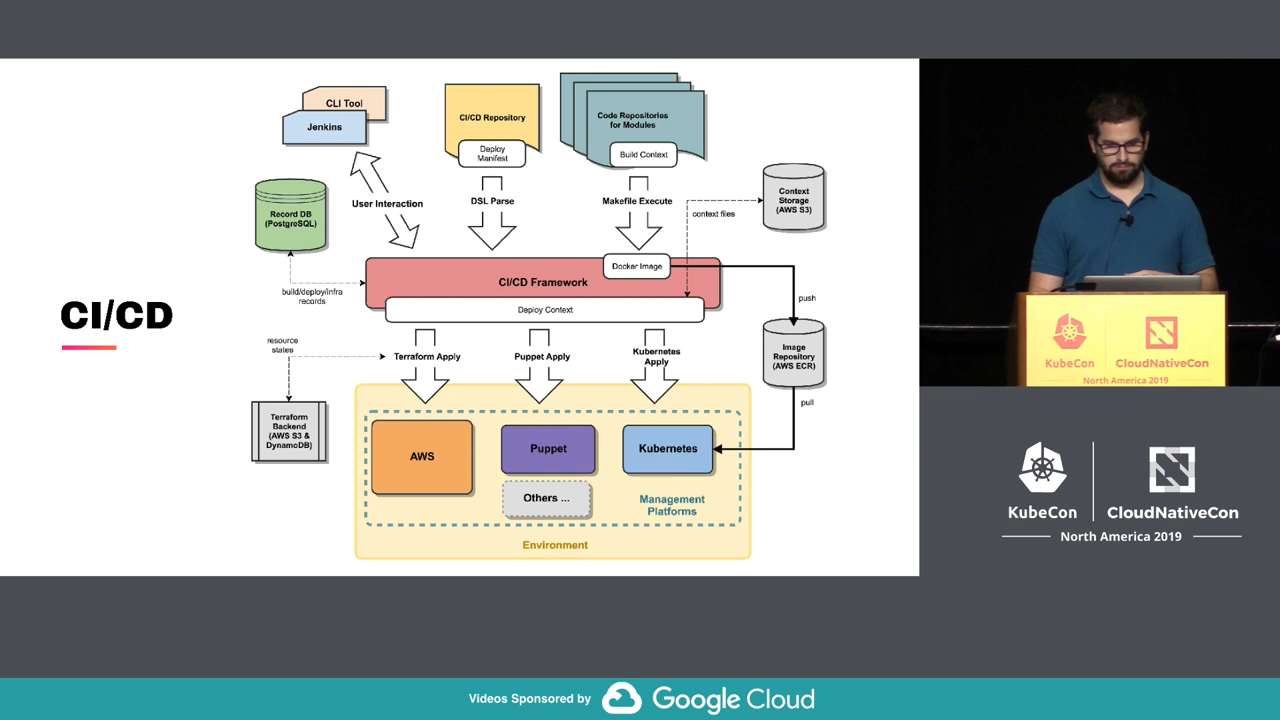 CI/CD
CLI Tool
Jenkins
CI/CD Repository
Deploy
Manifest
Code Repositories
for Modules
Build Context
Record DB
(PostgreSQL)
User Interaction
DSL Parse
Makefile Execute
context files
Context
Storage
(AWS S3)
build/deploy/infra
records
CI/CD Framework
Docker Image
Deploy Context
push
Image
Repository
(AWS ECR)
pull
resource
states
Terraform Apply
Puppet Apply
Kubernetes
Apply
Terraform
Backend
(AWS S3 &
DynamoDB)
AWS
Puppet
Kubernetes
Others ...
Management
Platforms
Environment
KubeCon
CloudNativeCon
North America 2019
KubeCon
CloudNativeCon
North America 2019
Videos Sponsored by
Google Cloud